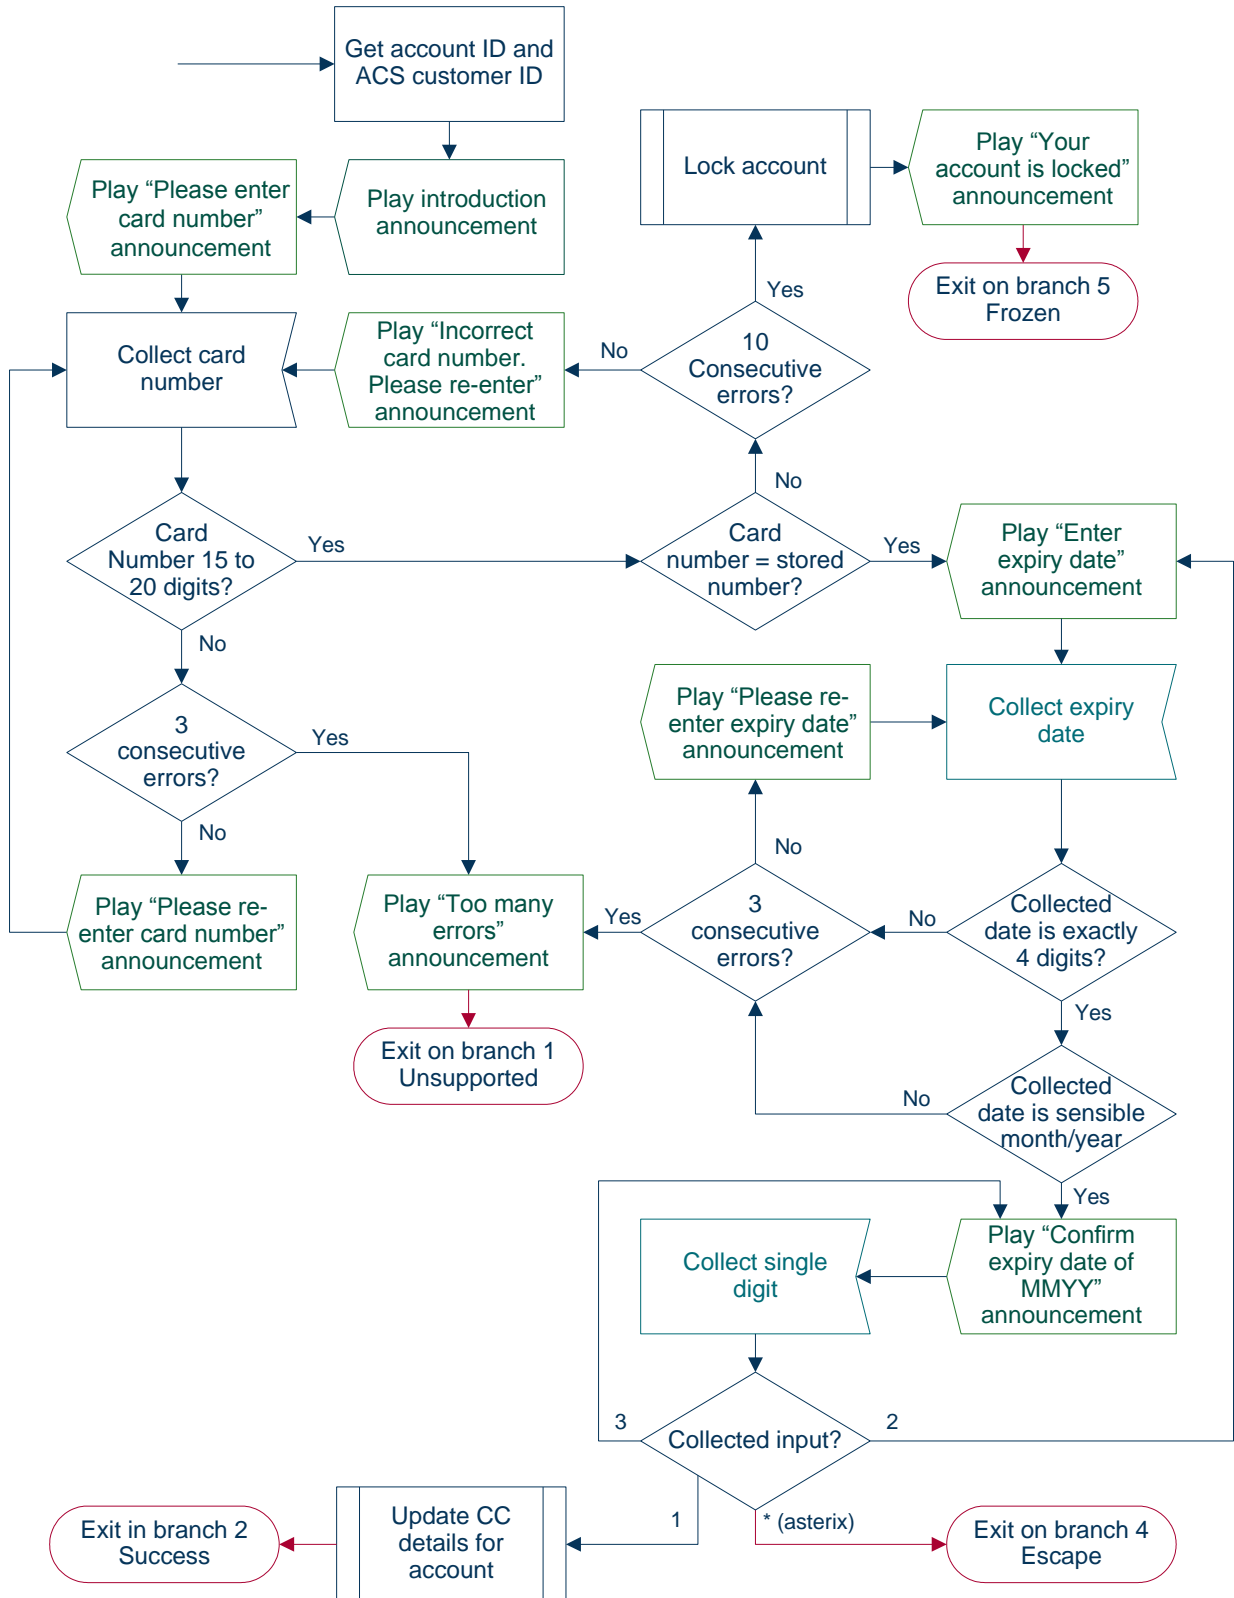 Get account ID and
ACS customer ID
Play “Please enter
card number”
announcement
Play introduction
announcement
Lock account
Play “Your
account is locked”
announcement
Exit on branch 5
Frozen
Yes
10
Consecutive
errors?
No
Play “Incorrect
card number.
Please re-enter”
announcement
Collect card
number
No
Card
Number 15 to
20 digits?
Yes
Card
number = stored
number?
Yes
Play “Enter
expiry date”
announcement
No
3
consecutive
errors?
Yes
Play “Please re-
enter expiry date”
announcement
Collect expiry
date
No
No
Play “Please re-
enter card number”
announcement
Play “Too many
errors”
announcement
Yes
3
consecutive
errors?
No
Collected
date is exactly
4 digits?
Yes
Exit on branch 1
Unsupported
No
Collected
date is sensible
month/year
Yes
Collect single
digit
Play “Confirm
expiry date of
MMYY”
announcement
3
Collected input?
2
Exit in branch 2
Success
Update CC
details for
account
1
* (asterix)
Exit on branch 4
Escape